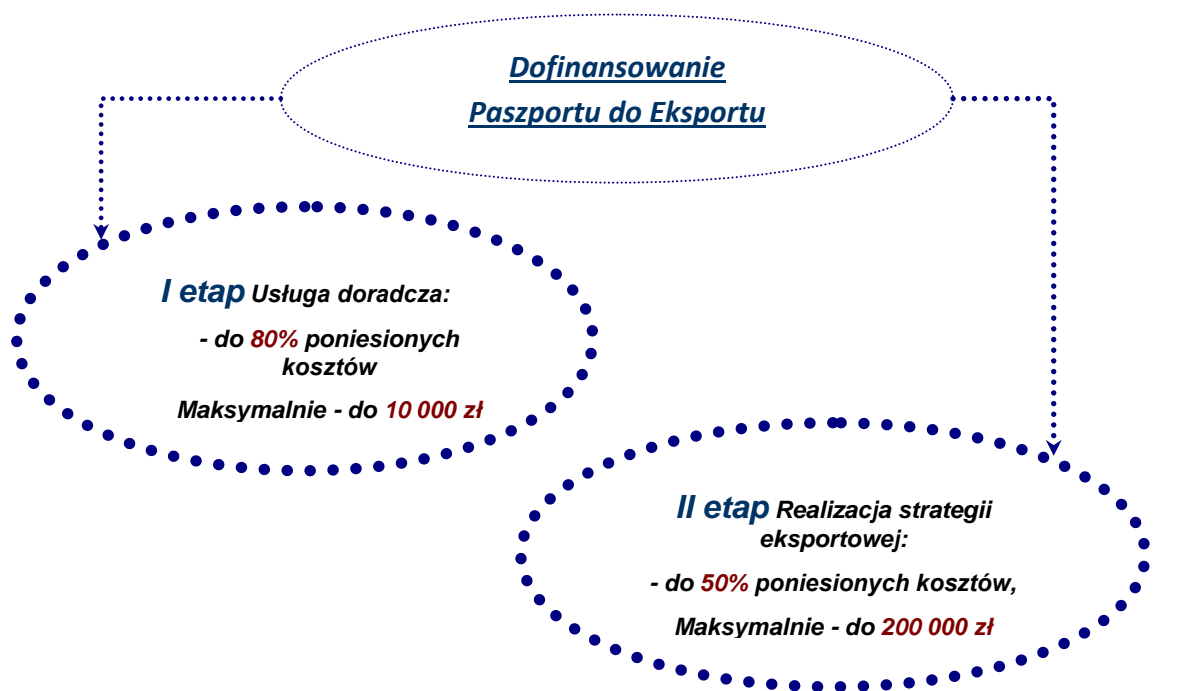 Dofinansowanie
Paszportu do Eksportu
I etap Usługa doradcza:
- do 80% poniesionych
kosztów
Maksymalnie - do 10 000 zł
II etap Realizacja strategii
eksportowej:
- do 50% poniesionych kosztów,
Maksymalnie - do 200 000 zł